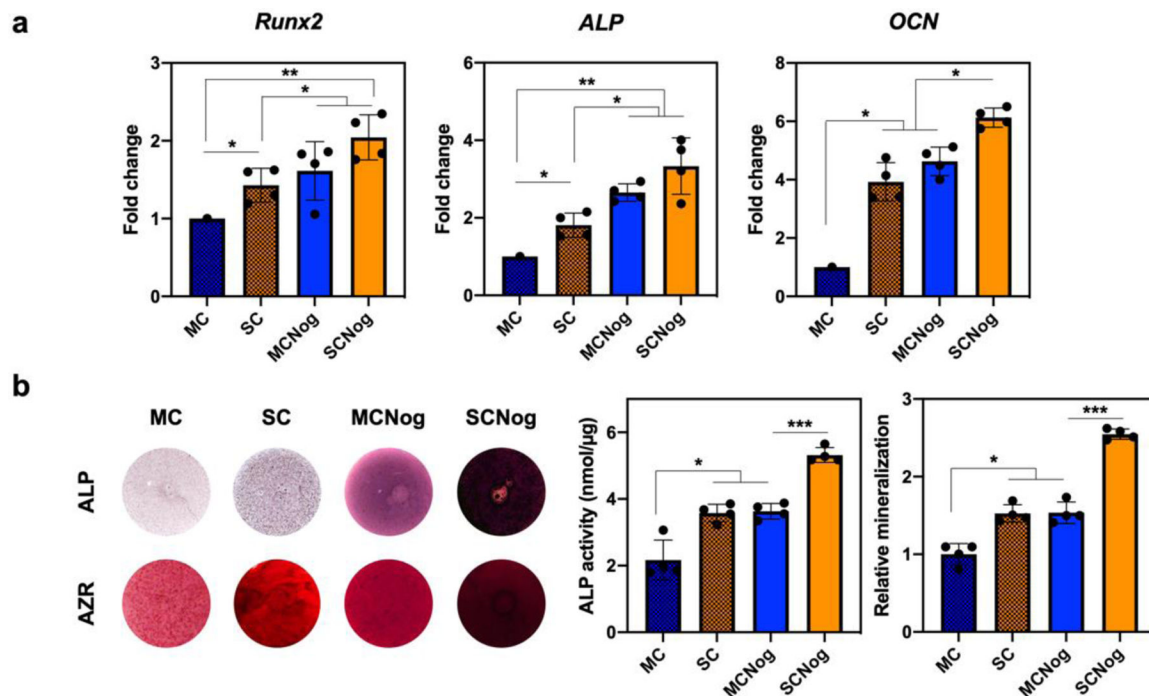 a
Runx2
ALP
OCN
Fold change
3
2
1
0
**
*
*
MC
SC
MCNog
SCNog
Fold change
6
4
2
0
**
*
*
MC
SC
MCNog
SCNog
Fold change
8
6
4
2
0
*
*
MC
SC
MCNog
SCNog
b
MC SC MCNog SCNog
ALP
AZR
ALP activity (nmol/μg)
6
4
2
0
***
*
MC
SC
MCNog
SCNog
Relative mineralization
3
2
1
0
***
*
MC
SC
MCNog
SCNog